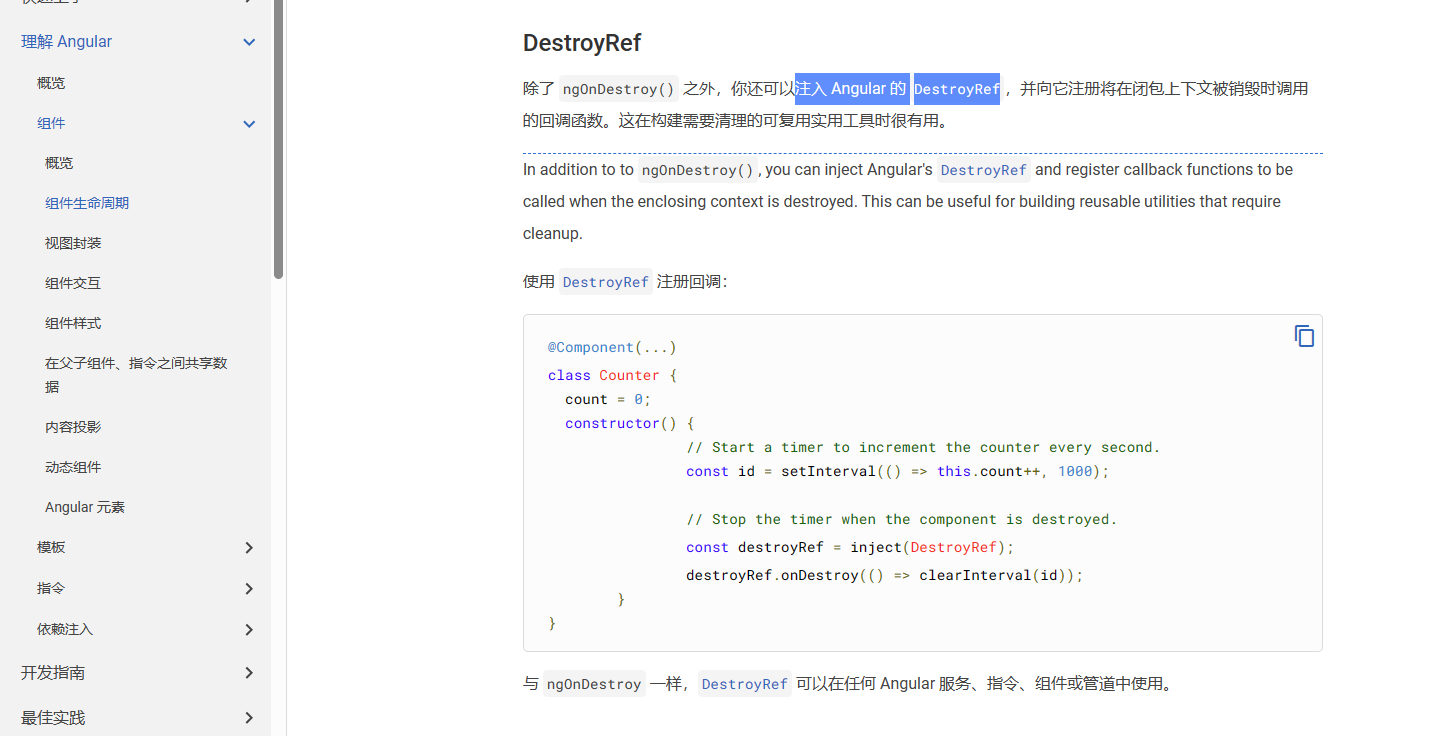 理解 Angular
概览
组件
概览
组件生命周期
视图封装
组件交互
组件样式
在父子组件、指令之间共享数
据
内容投影
动态组件
Angular 元素
模板
指令
依赖注入
开发指南
最佳实践
DestroyRef
除了 ngOnDestroy() 之外，你还可以注入 Angular 的 DestroyRef ，并向它注册将在闭包上下文被销毁时调用
的回调函数。这在构建需要清理的可复用实用工具时很有用。
In addition to to ngOnDestroy(), you can inject Angular's DestroyRef and register callback functions to be
called when the enclosing context is destroyed. This can be useful for building reusable utilities that require
cleanup.
使用 DestroyRef 注册回调：
@Component(...)
class Counter {
count = 0;
constructor() {
// Start a timer to increment the counter every second.
const id = setInterval(() => this.count++, 1000);
// Stop the timer when the component is destroyed.
const destroyRef = inject(DestroyRef);
destroyRef.onDestroy(() => clearInterval(id));
}
}
与 ngOnDestroy 一样， DestroyRef 可以在任何 Angular 服务、指令、组件或管道中使用。